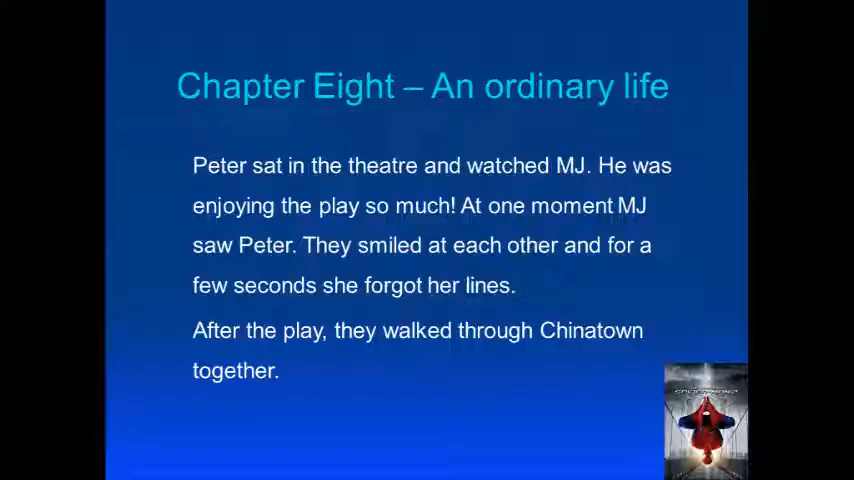 Chapter Eight – An ordinary life
Peter sat in the theatre and watched MJ. He was
enjoying the play so much! At one moment MJ
saw Peter. They smiled at each other and for a
few seconds she forgot her lines.
After the play, they walked through Chinatown
together.